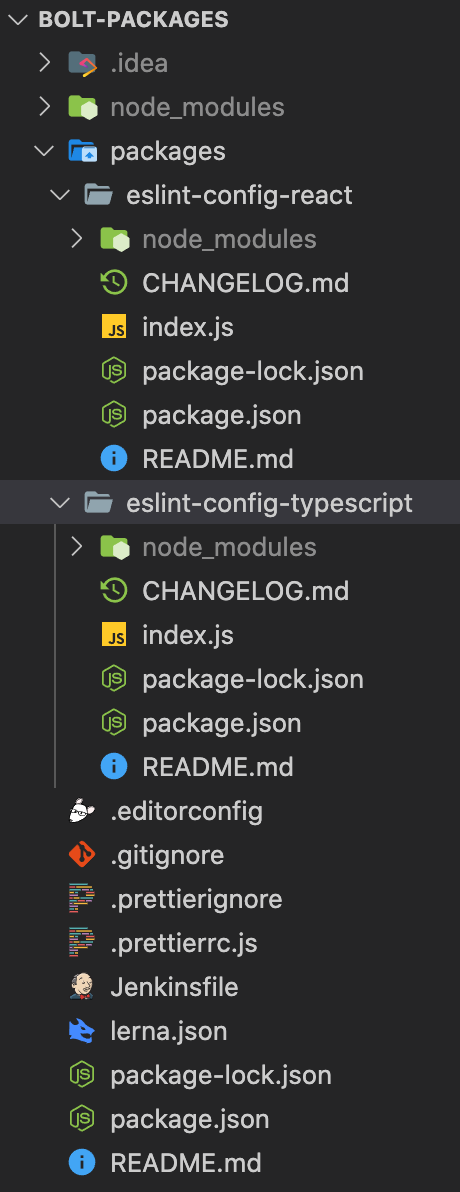 BOLT-PACKAGES
.idea
node_modules
packages
eslint-config-react
node_modules
CHANGELOG.md
JS index.js
package-lock.json
package.json
README.md
eslint-config-typescript
node_modules
CHANGELOG.md
JS index.js
package-lock.json
package.json
README.md
.editorconfig
.gitignore
.prettierignore
.prettierrc.js
Jenkinsfile
lerna.json
package-lock.json
package.json
README.md